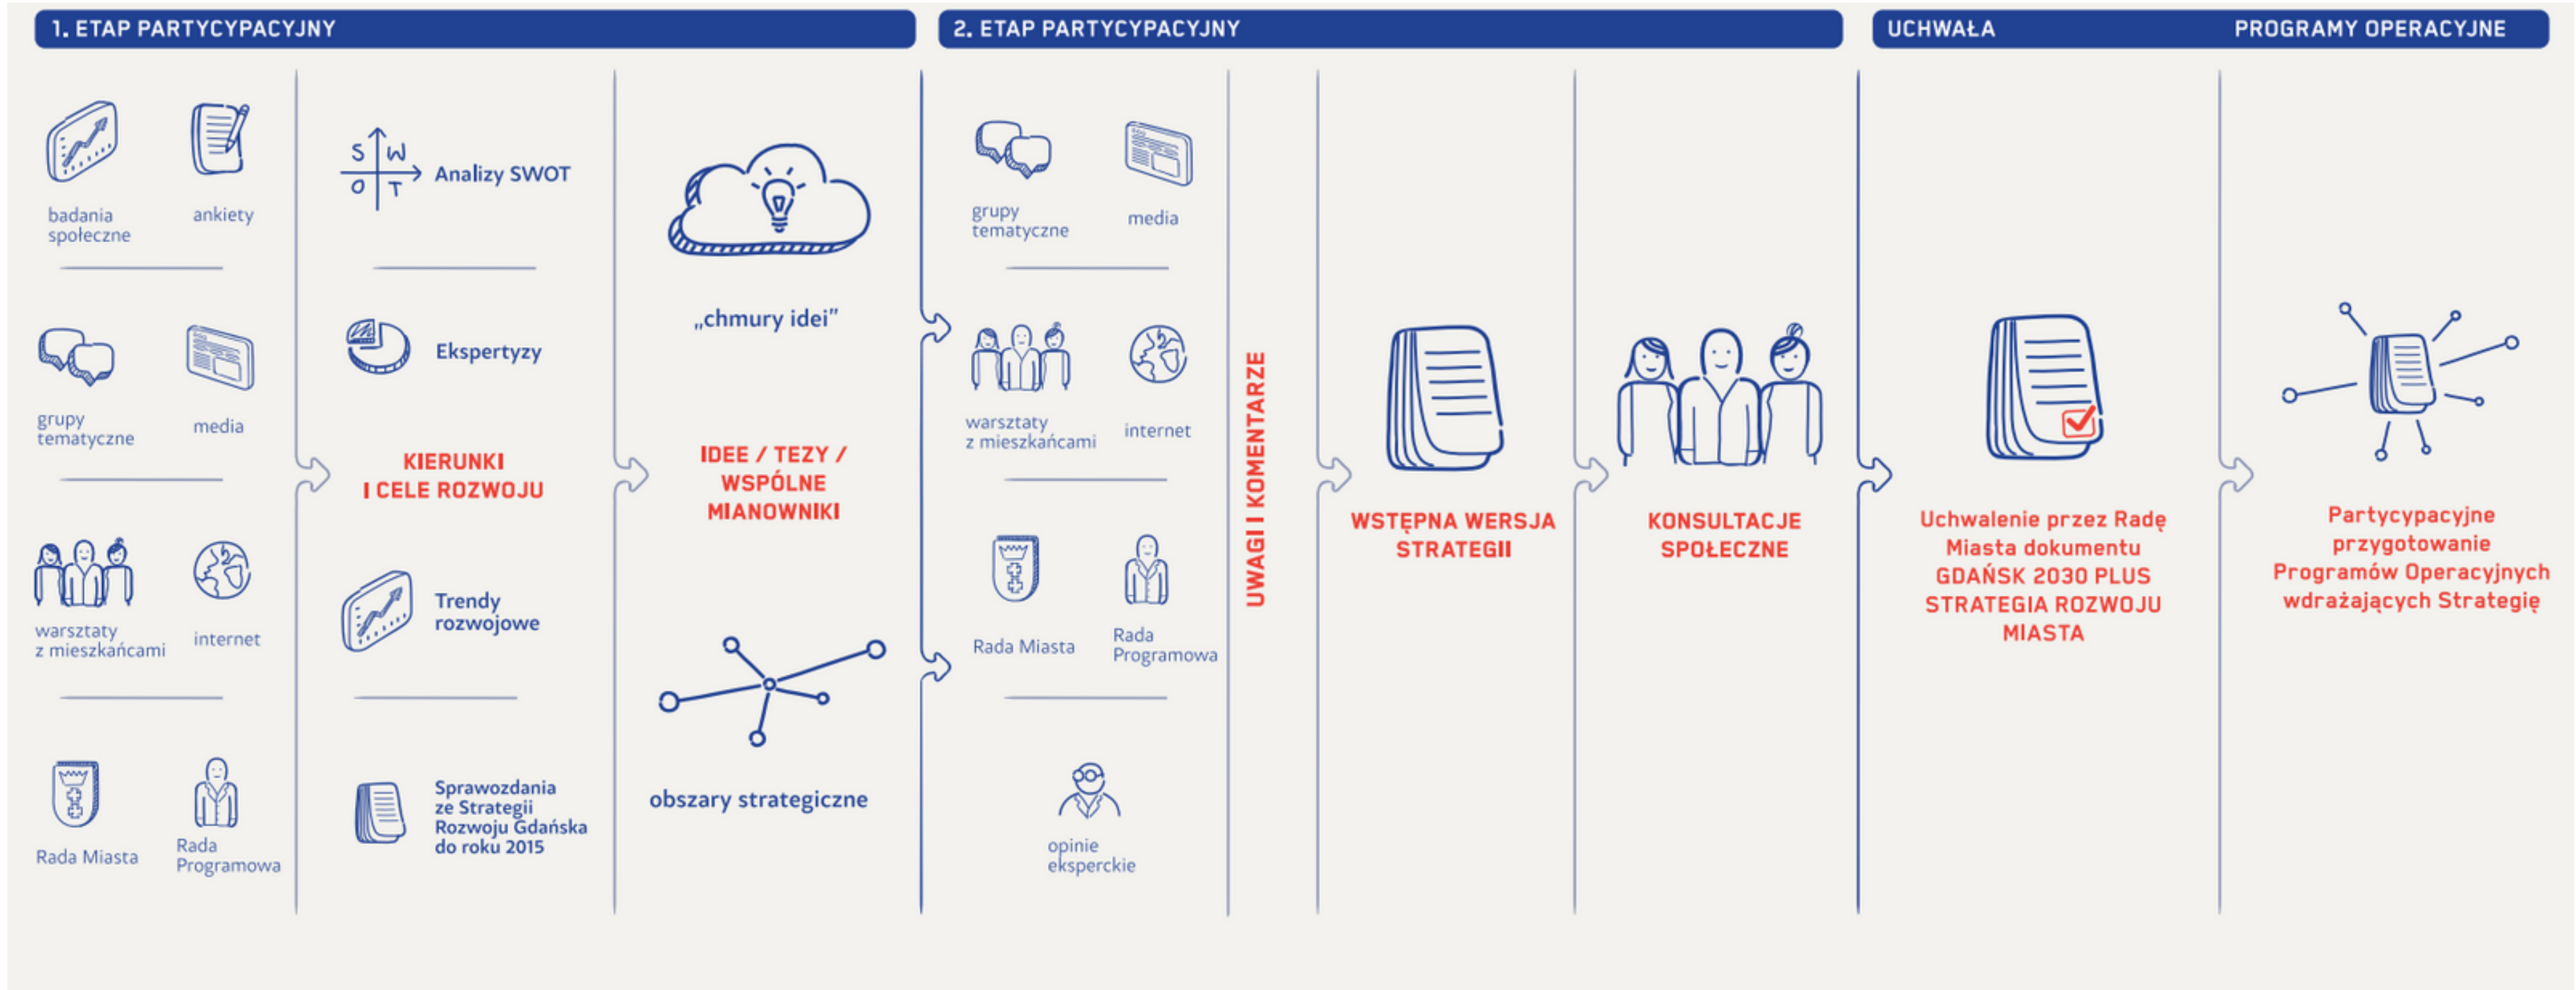 1. ETAP PARTYCYPACYJNY
badania
społeczne
ankiety
grupy
tematyczne
media
warsztaty
z mieszkańcami
internet
Rada Miasta
Rada
Programowa
S W
O T
Analizy SWOT
Ekspertyzy
KIERUNKI
I CELE ROZWOJU
Trendy
rozwojowe
Sprawozdania
ze Strategii
Rozwoju Gdańska
do roku 2015
„chmury idei”
IDEE / TEZY /
WSPÓLNE
MIANOWNIKI
obszary strategiczne
2. ETAP PARTYCYPACYJNY
grupy
tematyczne
media
warsztaty
z mieszkańcami
internet
Rada Miasta
Rada
Programowa
opinie
eksperckie
UWAGI I KOMENTARZE
WSTĘPNA WERSJA
STRATEGII
KONSULTACJE
SPOŁECZNE
UCHWAŁA
Uchwalenie przez Radę
Miasta dokumentu
GDAŃSK 2030 PLUS
STRATEGIA ROZWOJU
MIASTA
PROGRAMY OPERACYJNE
Partycypacyjne
przygotowanie
Programów Operacyjnych
wdrażających Strategię